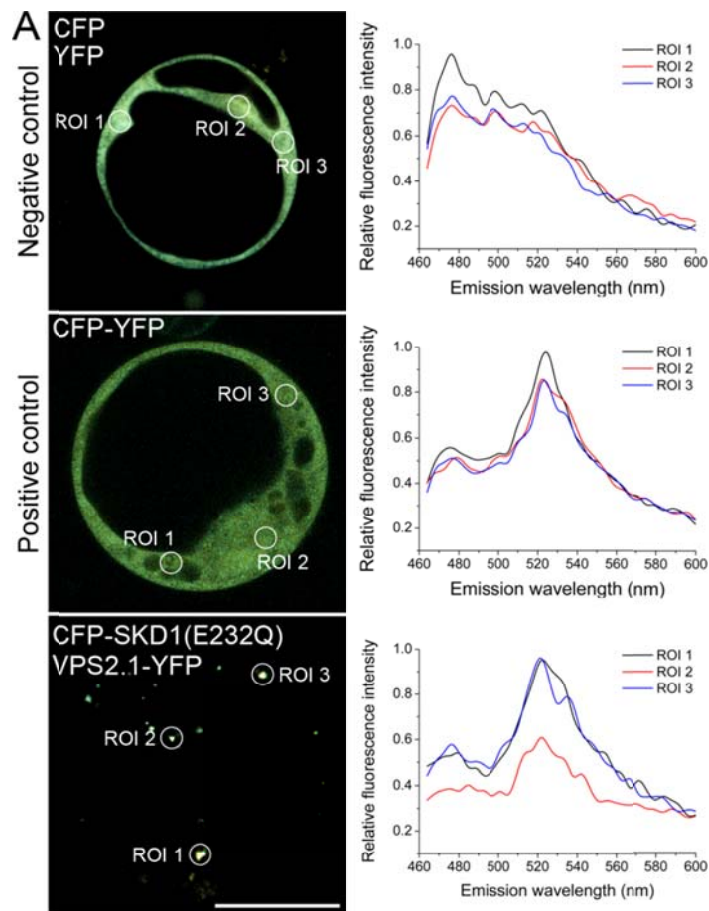 A
CFP
YFP
Negative control
ROI 1
ROI 2
ROI 3
Relative fluorescence intensity
1.0
0.8
0.6
0.4
0.2
460 480 500 520 540 560 580 600
Emission wavelength (nm)
ROI 1
ROI 2
ROI 3
CFP-YFP
Positive control
ROI 3
ROI 1
ROI 2
Relative fluorescence intensity
1.0
0.8
0.6
0.4
0.2
460 480 500 520 540 560 580 600
Emission wavelength (nm)
ROI 1
ROI 2
ROI 3
CFP-SKD1(E232Q)
VPS2.1-YFP
ROI 3
ROI 2
ROI 1
Relative fluorescence intensity
1.0
0.8
0.6
0.4
0.2
460 480 500 520 540 560 580 600
Emission wavelength (nm)
ROI 1
ROI 2
ROI 3